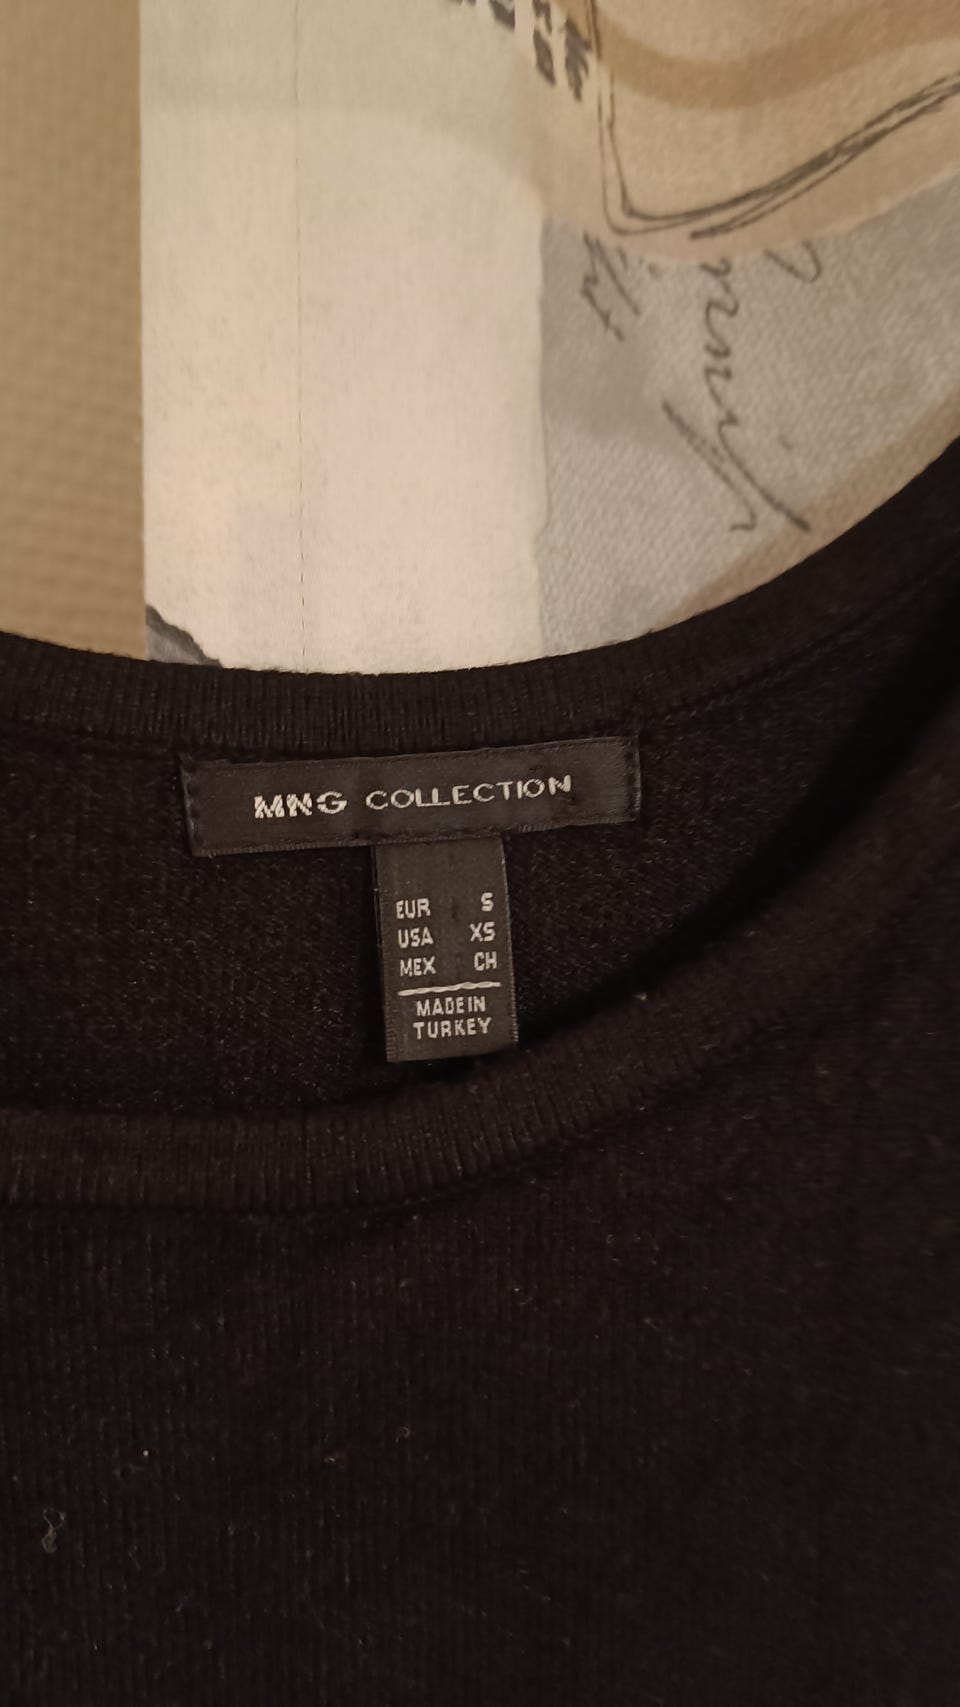 MNG COLLECTION
EUR S
USA XS
MEX CH
MADE IN
TURKEY